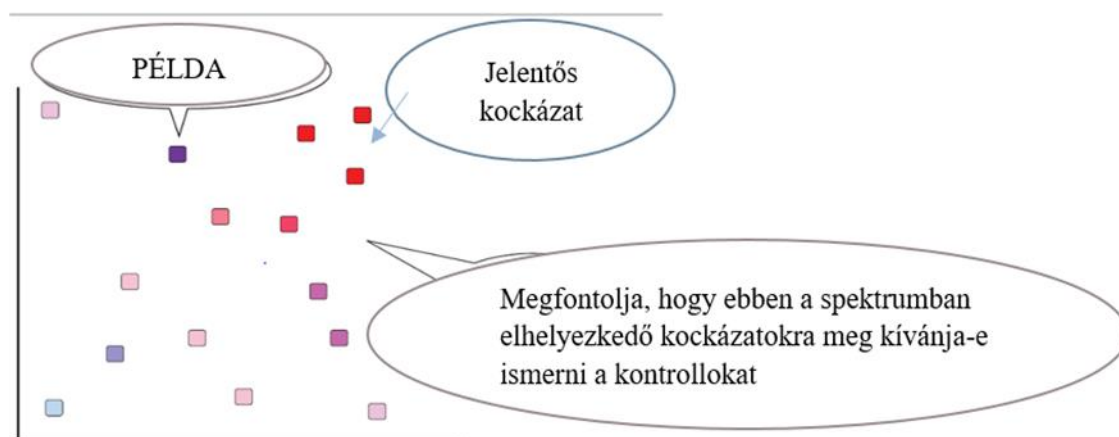 PÉLDA
Jelentős
kockázat
Megfontolja, hogy ebben a spektrumban
elhelyezkedő kockázatokra meg kívánja-e
ismerni a kontrollokat